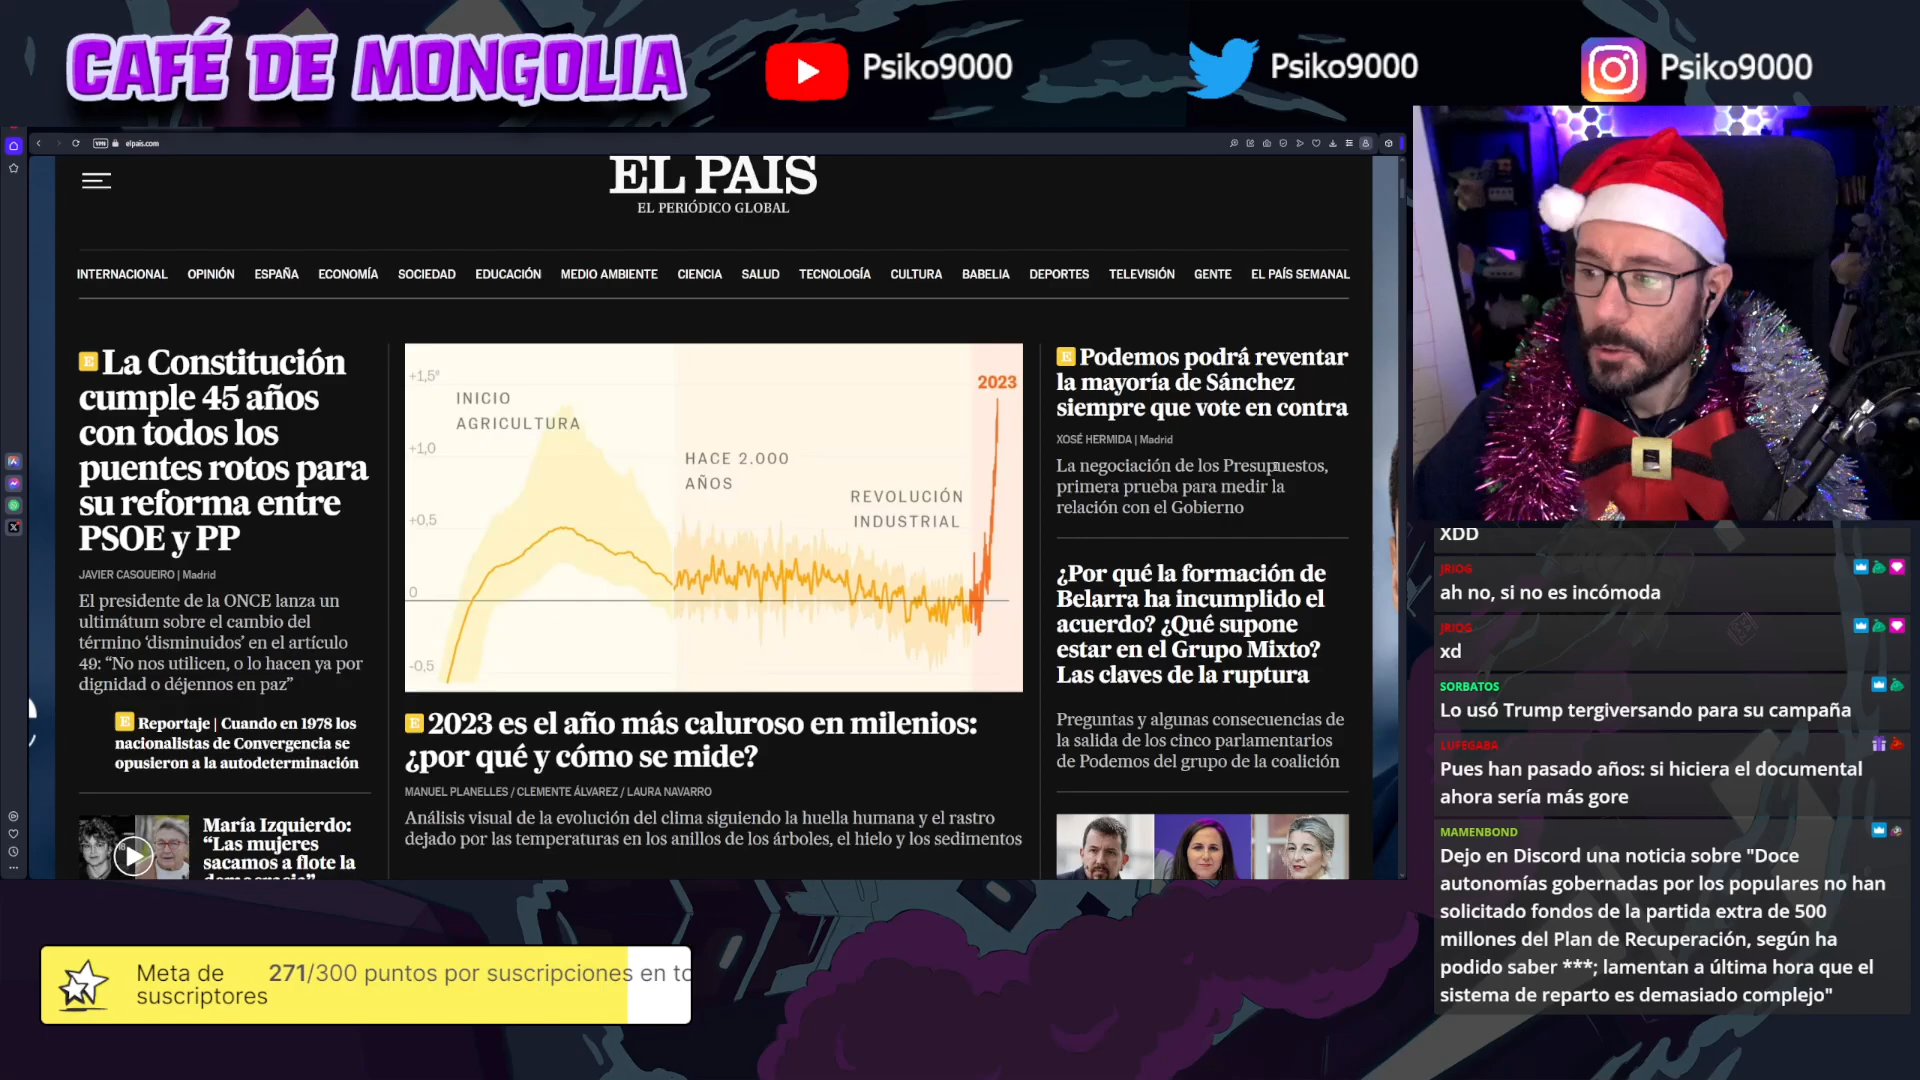 CAFÉ DE MONGOLIA
Psiko9000
Psiko9000
Psiko9000
VPN
elpais.com
EL PAÍS
EL PERIÓDICO GLOBAL
INTERNACIONAL OPINIÓN ESPAÑA ECONOMÍA SOCIEDAD EDUCACIÓN MEDIO AMBIENTE CIENCIA SALUD TECNOLOGÍA CULTURA BABELIA DEPORTES TELEVISIÓN GENTE EL PAÍS SEMANAL
E La Constitución
cumple 45 años
con todos los
puentes rotos para
su reforma entre
PSOE y PP
JAVIER CASQUEIRO | Madrid
El presidente de la ONCE lanza un
ultimátum sobre el cambio del
término ‘disminuidos’ en el artículo
49: “No nos utilicen, o lo hacen ya por
dignidad o déjennos en paz”
E Reportaje | Cuando en 1978 los
nacionalistas de Convergencia se
opusieron a la autodeterminación
María Izquierdo:
“Las mujeres
sacamos a flote la
democracia”
+1,5°
+1,0
+0,5
0
-0,5
INICIO
AGRICULTURA
HACE 2.000
AÑOS
REVOLUCIÓN
INDUSTRIAL
2023
E 2023 es el año más caluroso en milenios:
¿por qué y cómo se mide?
MANUEL PLANELLES / CLEMENTE ÁLVAREZ / LAURA NAVARRO
Análisis visual de la evolución del clima siguiendo la huella humana y el rastro
dejado por las temperaturas en los anillos de los árboles, el hielo y los sedimentos
E Podemos podrá reventar
la mayoría de Sánchez
siempre que vote en contra
XOSÉ HERMIDA | Madrid
La negociación de los Presupuestos,
primera prueba para medir la
relación con el Gobierno
¿Por qué la formación de
Belarra ha incumplido el
acuerdo? ¿Qué supone
estar en el Grupo Mixto?
Las claves de la ruptura
Preguntas y algunas consecuencias de
la salida de los cinco parlamentarios
de Podemos del grupo de la coalición
XDD
JRIOG
ah no, si no es incómoda
JRIOG
xd
SORBATOS
Lo usó Trump tergiversando para su campaña
LUFEGABA
Pues han pasado años: si hiciera el documental
ahora sería más gore
MAMENBOND
Dejo en Discord una noticia sobre "Doce
autonomías gobernadas por los populares no han
solicitado fondos de la partida extra de 500
millones del Plan de Recuperación, según ha
podido saber ***; lamentan a última hora que el
sistema de reparto es demasiado complejo"
Meta de
suscriptores
271/300 puntos por suscripciones en to